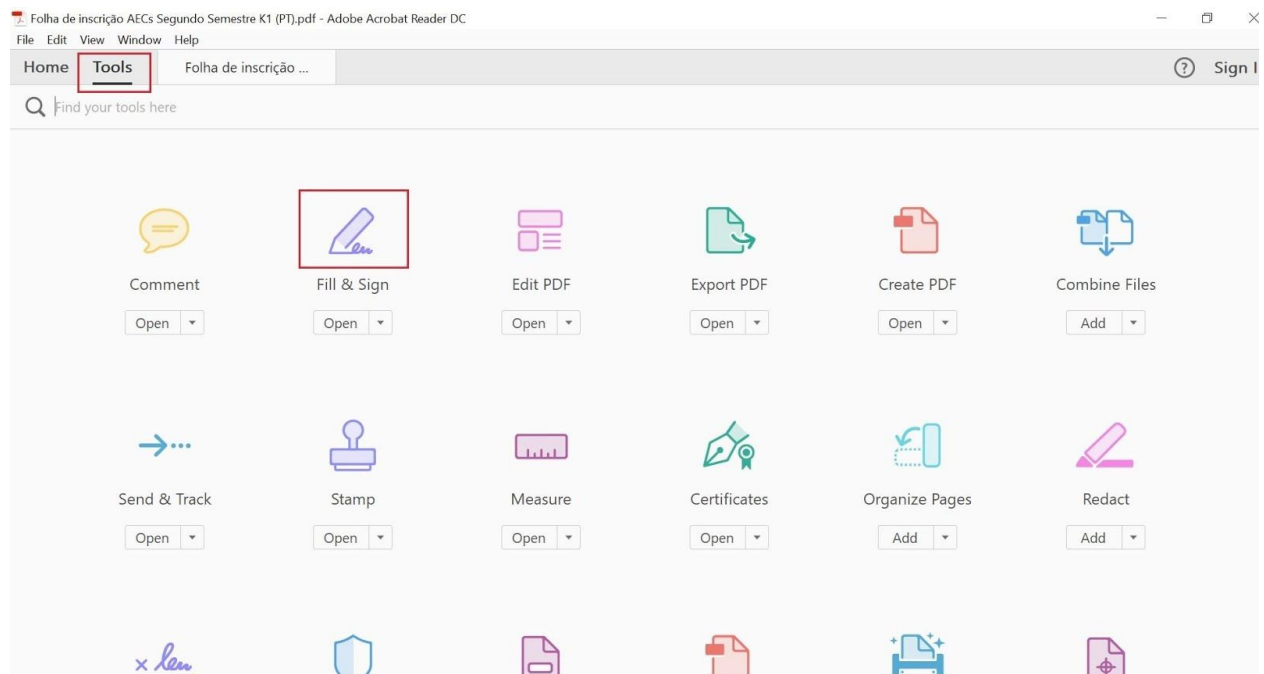 Folha de inscrição AECs Segundo Semestre K1 (PT).pdf - Adobe Acrobat Reader DC
File Edit View Window Help
Home Tools Folha de inscrição ... ? Sign I
Find your tools here
Comment Fill & Sign Edit PDF Export PDF Create PDF Combine Files
Open Open Open Open Open Add
Send & Track Stamp Measure Certificates Organize Pages Redact
Open Open Open Open Add Add